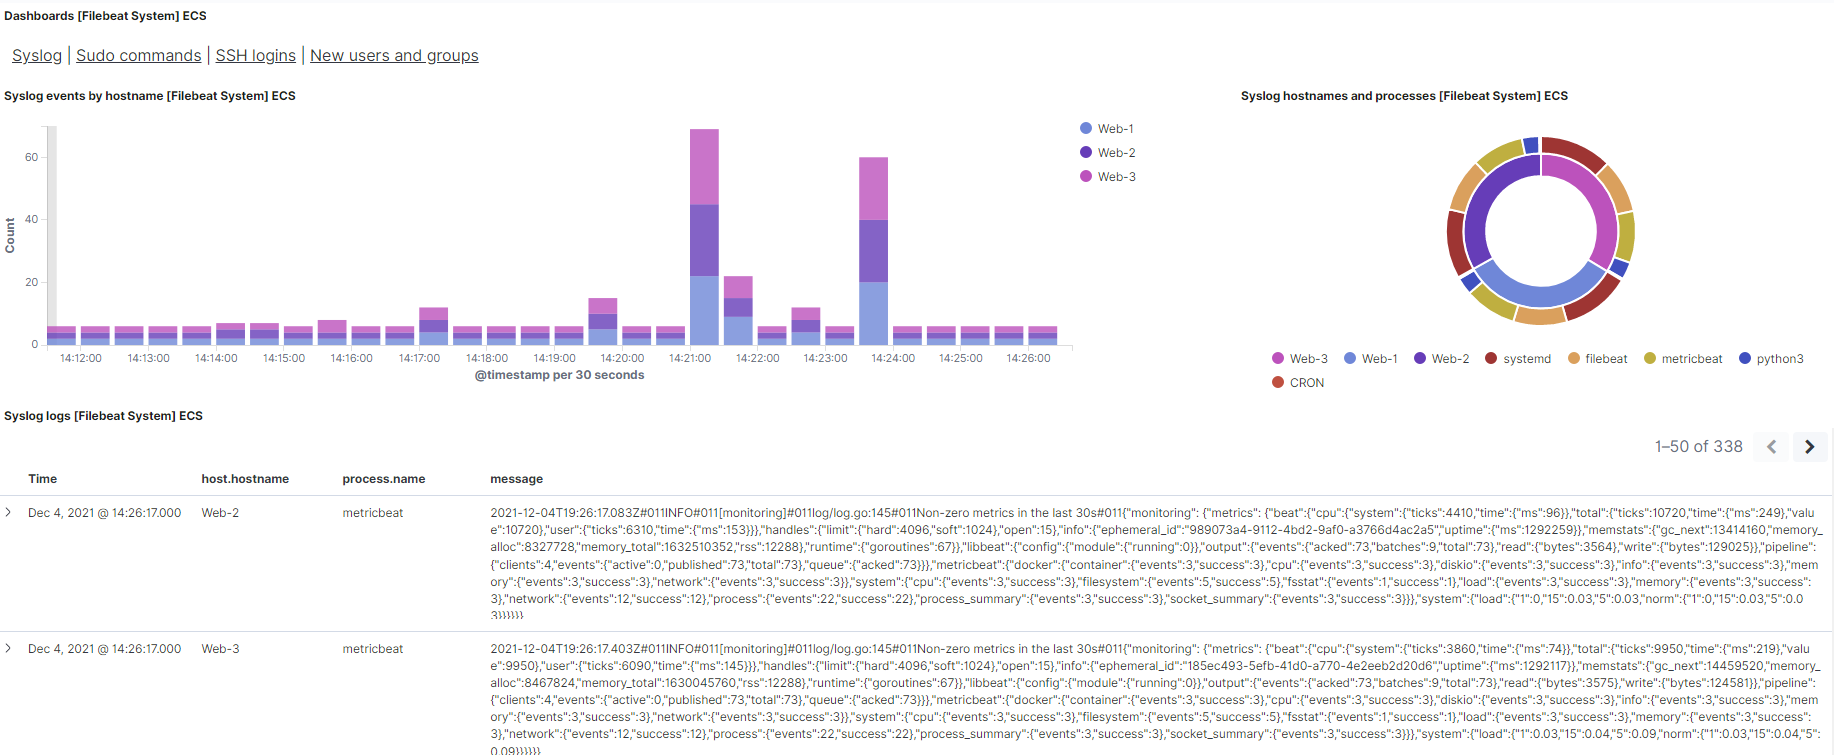 Dashboards [Filebeat System] ECS
Syslog | Sudo commands | SSH logins | New users and groups
Syslog events by hostname [Filebeat System] ECS
Count
60
40
20
0
14:12:00 14:13:00 14:14:00 14:15:00 14:16:00 14:17:00 14:18:00 14:19:00 14:20:00 14:21:00 14:22:00 14:23:00 14:24:00 14:25:00 14:26:00
@timestamp per 30 seconds
Web-1
Web-2
Web-3
Syslog hostnames and processes [Filebeat System] ECS
Web-3 Web-1 Web-2 systemd filebeat metricbeat python3
CRON
Syslog logs [Filebeat System] ECS
1–50 of 338
Time host.hostname process.name message
Dec 4, 2021 @ 14:26:17.000 Web-2 metricbeat 2021-12-04T19:26:17.083Z#011INFO#011[monitoring]#011log/log.go:145#011Non-zero metrics in the last 30s#011{"monitoring": {"metrics": {"beat":{"cpu":{"system":{"ticks":4410,"time":{"ms":96}},"total":{"ticks":10720,"time":{"ms":249},"valu
e":10720},"user":{"ticks":6310,"time":{"ms":153}}},"handles":{"limit":{"hard":4096,"soft":1024},"open":15},"info":{"ephemeral_id":"989073a4-9112-4bd2-9af0-a3766d4ac2a5","uptime":{"ms":1292259}},"memstats":{"gc_next":13414160,"memory_
alloc":8327728,"memory_total":1632510352,"rss":12288},"runtime":{"goroutines":67}},"libbeat":{"config":{"module":{"running":0}},"output":{"events":{"acked":73,"batches":9,"total":73},"read":{"bytes":3564},"write":{"bytes":129025}},"pipeline":
{"clients":4,"events":{"active":0,"published":73,"total":73},"queue":{"acked":73}}},"metricbeat":{"docker":{"container":{"events":3,"success":3},"cpu":{"events":3,"success":3},"diskio":{"events":3,"success":3},"info":{"events":3,"success":3},"mem
ory":{"events":3,"success":3},"network":{"events":3,"success":3}},"system":{"cpu":{"events":3,"success":3},"filesystem":{"events":5,"success":5},"fsstat":{"events":1,"success":1},"load":{"events":3,"success":3},"memory":{"events":3,"success":
3},"network":{"events":12,"success":12},"process":{"events":22,"success":22},"process_summary":{"events":3,"success":3},"socket_summary":{"events":3,"success":3}}},"system":{"load":{"1":0,"15":0.03,"5":0.03,"norm":{"1":0,"15":0.03,"5":0.0
3}}}}}}
Dec 4, 2021 @ 14:26:17.000 Web-3 metricbeat 2021-12-04T19:26:17.403Z#011INFO#011[monitoring]#011log/log.go:145#011Non-zero metrics in the last 30s#011{"monitoring": {"metrics": {"beat":{"cpu":{"system":{"ticks":3860,"time":{"ms":74}},"total":{"ticks":9950,"time":{"ms":219},"valu
e":9950},"user":{"ticks":6090,"time":{"ms":145}}},"handles":{"limit":{"hard":4096,"soft":1024},"open":15},"info":{"ephemeral_id":"185ec493-5efb-41d0-a770-4e2eeb2d20d6","uptime":{"ms":1292117}},"memstats":{"gc_next":14459520,"memory_
alloc":8467824,"memory_total":1630045760,"rss":12288},"runtime":{"goroutines":67}},"libbeat":{"config":{"module":{"running":0}},"output":{"events":{"acked":73,"batches":9,"total":73},"read":{"bytes":3575},"write":{"bytes":124581}},"pipeline":
{"clients":4,"events":{"active":0,"published":73,"total":73},"queue":{"acked":73}}},"metricbeat":{"docker":{"container":{"events":3,"success":3},"cpu":{"events":3,"success":3},"diskio":{"events":3,"success":3},"info":{"events":3,"success":3},"mem
ory":{"events":3,"success":3},"network":{"events":3,"success":3}},"system":{"cpu":{"events":3,"success":3},"filesystem":{"events":5,"success":5},"fsstat":{"events":1,"success":1},"load":{"events":3,"success":3},"memory":{"events":3,"success":
3},"network":{"events":12,"success":12},"process":{"events":22,"success":22},"process_summary":{"events":3,"success":3},"socket_summary":{"events":3,"success":3}}},"system":{"load":{"1":0.03,"15":0.04,"5":0.09,"norm":{"1":0.03,"15":0.04,"5":
0.09}}}}}}